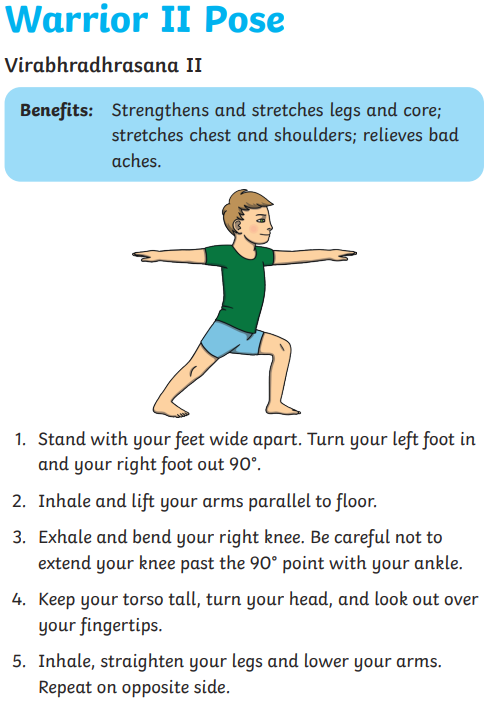 Warrior II Pose
Virabhradhrasana II
Benefits: Strengthens and stretches legs and core;
stretches chest and shoulders; relieves bad
aches.
1. Stand with your feet wide apart. Turn your left foot in
and your right foot out 90°.
2. Inhale and lift your arms parallel to floor.
3. Exhale and bend your right knee. Be careful not to
extend your knee past the 90° point with your ankle.
4. Keep your torso tall, turn your head, and look out over
your fingertips.
5. Inhale, straighten your legs and lower your arms.
Repeat on opposite side.